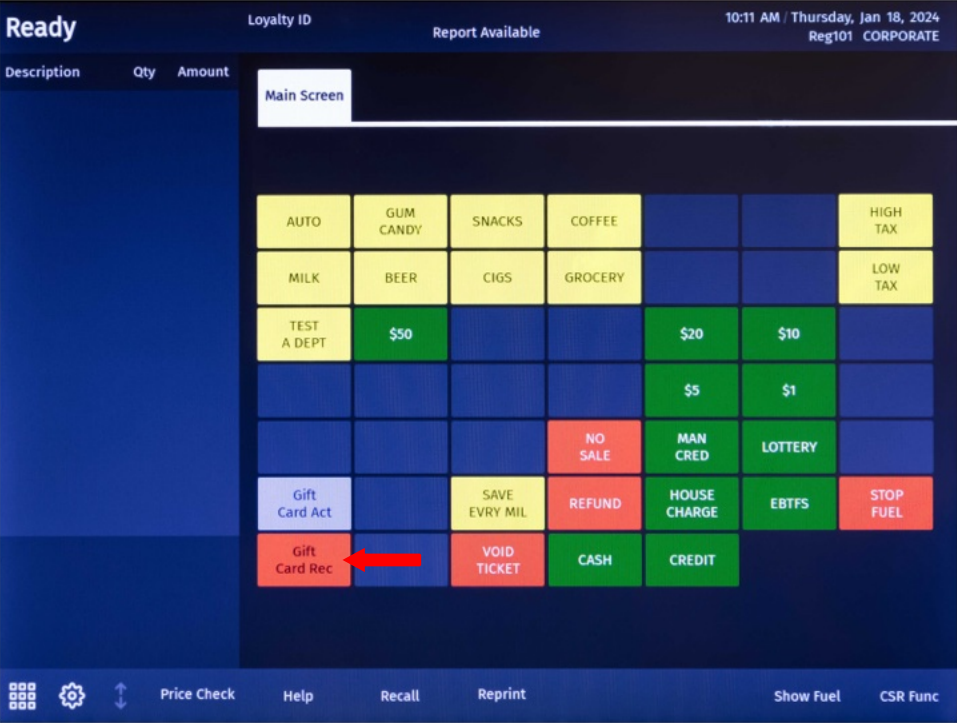 Ready
Loyalty ID
Report Available
10:11 AM / Thursday, Jan 18, 2024
Reg101 CORPORATE
Description Qty Amount
Main Screen
AUTO
GUM
CANDY
SNACKS
COFFEE
HIGH
TAX
MILK
BEER
CIGS
GROCERY
LOW
TAX
TEST
A DEPT
$50
$20
$10
$5
$1
NO
SALE
MAN
CRED
LOTTERY
Gift
Card Act
SAVE
EVRY MIL
REFUND
HOUSE
CHARGE
EBTFS
STOP
FUEL
Gift
Card Rec
VOID
TICKET
CASH
CREDIT
Price Check
Help
Recall
Reprint
Show Fuel
CSR Func